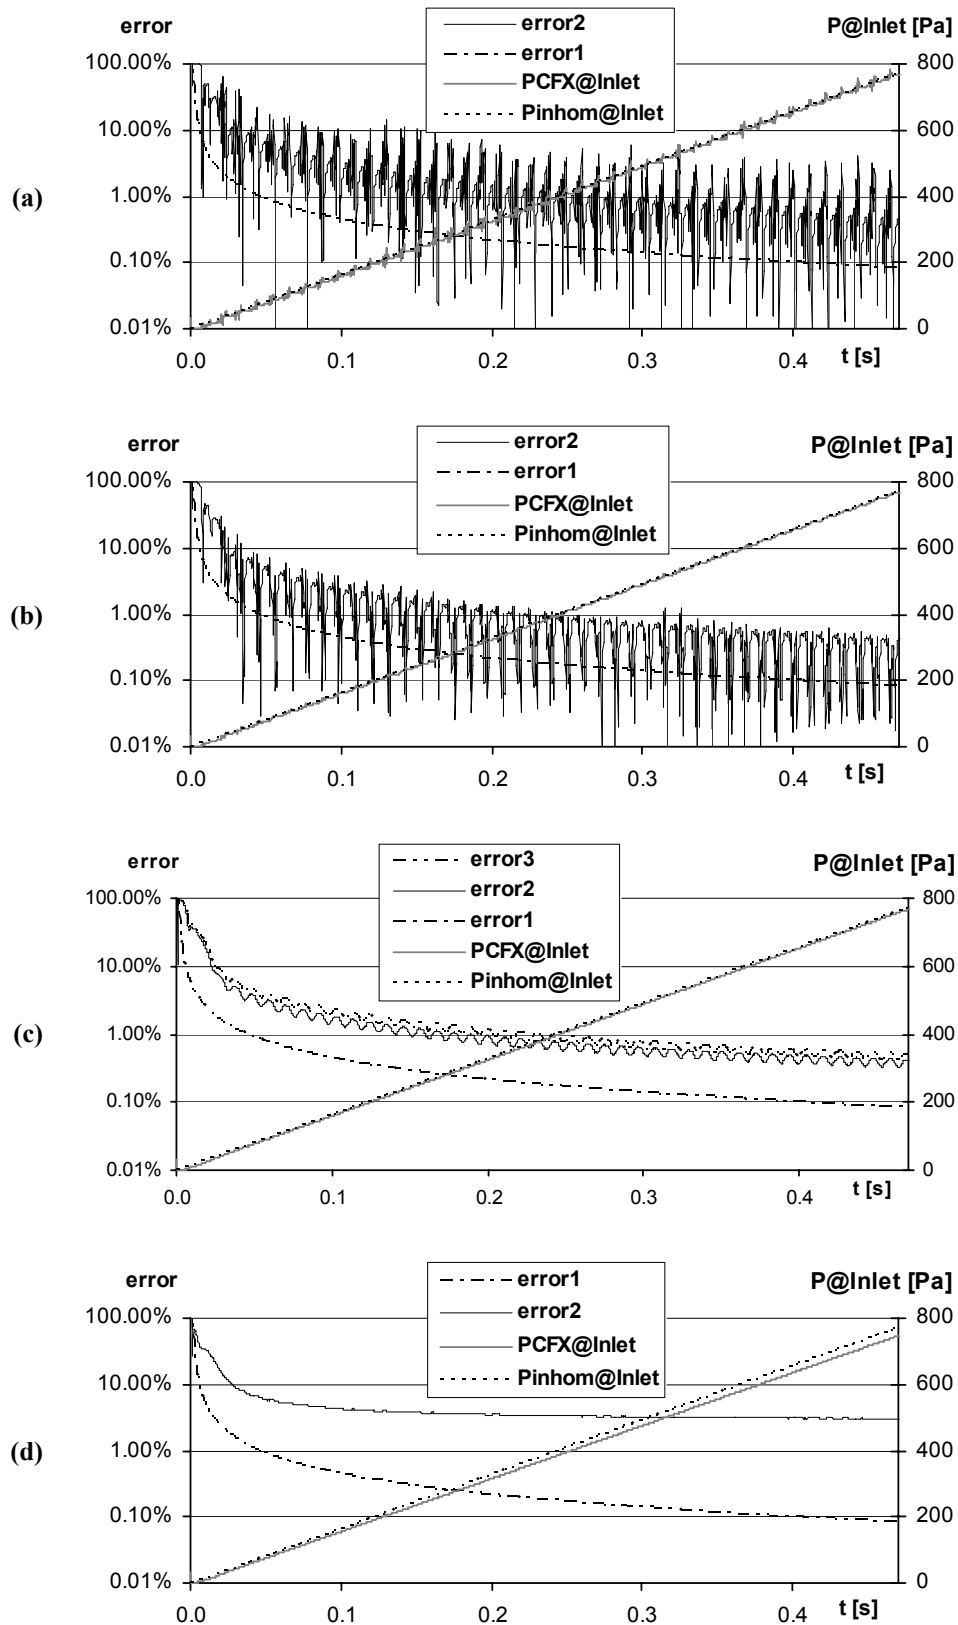 error
P@Inlet [Pa]
error2
error1
PCFX@Inlet
Pinhom@Inlet
100.00%
10.00%
1.00%
0.10%
0.01%
800
600
400
200
0
(a)
0.0
0.1
0.2
0.3
0.4
t [s]
error
P@Inlet [Pa]
error2
error1
PCFX@Inlet
Pinhom@Inlet
100.00%
10.00%
1.00%
0.10%
0.01%
800
600
400
200
0
(b)
0.0
0.1
0.2
0.3
0.4
t [s]
error
P@Inlet [Pa]
error3
error2
error1
PCFX@Inlet
Pinhom@Inlet
100.00%
10.00%
1.00%
0.10%
0.01%
800
600
400
200
0
(c)
0.0
0.1
0.2
0.3
0.4
t [s]
error
P@Inlet [Pa]
error1
error2
PCFX@Inlet
Pinhom@Inlet
100.00%
10.00%
1.00%
0.10%
0.01%
800
600
400
200
0
(d)
0.0
0.1
0.2
0.3
0.4
t [s]